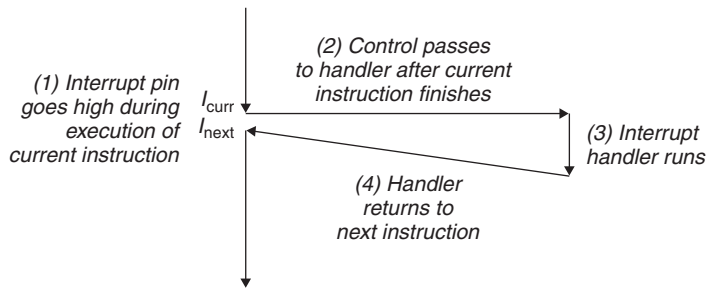 (1) Interrupt pin
goes high during
execution of
current instruction
I_curr
I_next
(2) Control passes
to handler after current
instruction finishes
(3) Interrupt
handler runs
(4) Handler
returns to
next instruction